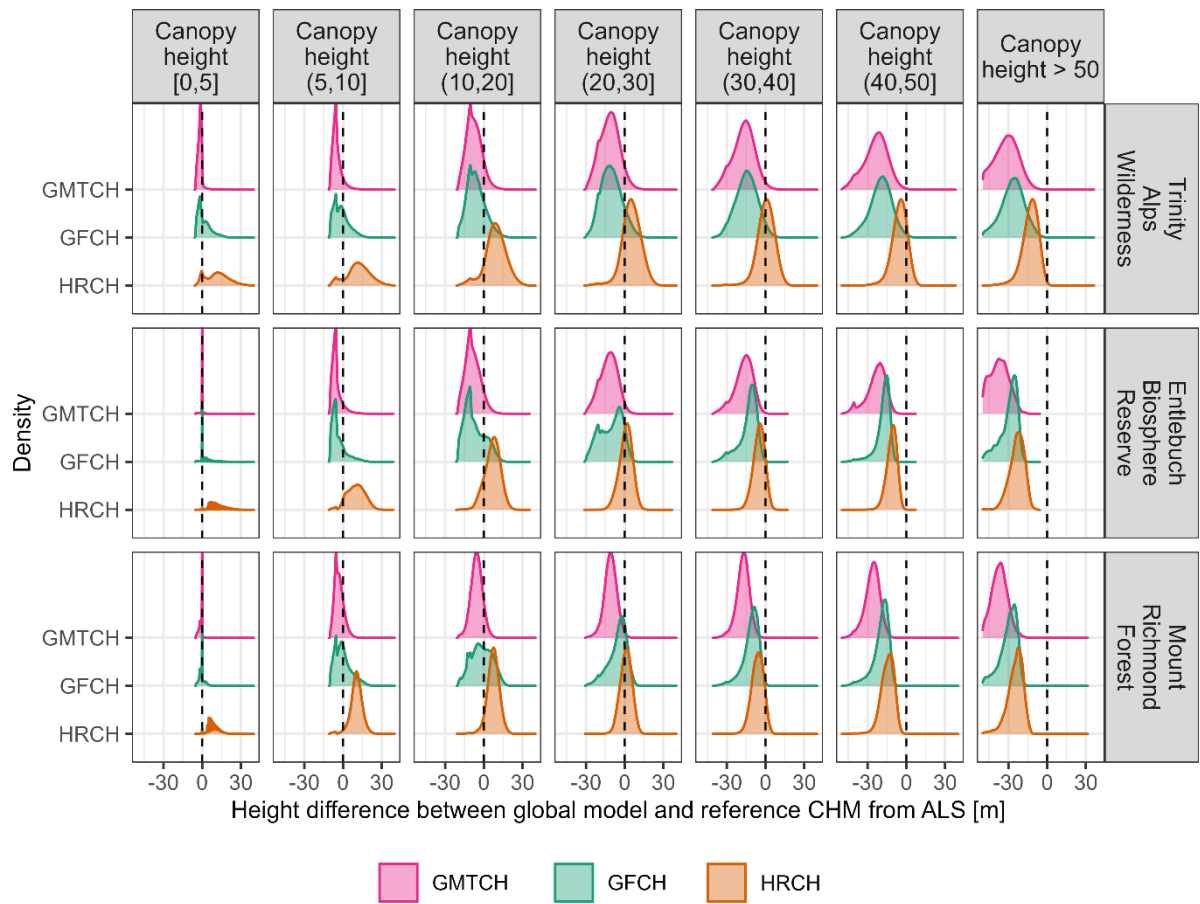 Canopy
height
[0,5]
Canopy
height
(5,10]
Canopy
height
(10,20]
Canopy
height
(20,30]
Canopy
height
(30,40]
Canopy
height
(40,50]
Canopy
height > 50
GMTCH
GFCH
HRCH
Trinity
Alps
Wilderness
GMTCH
GFCH
HRCH
Entlebuch
Biosphere
Reserve
GMTCH
GFCH
HRCH
Mount
Richmond
Forest
Density
-30 0 30 -30 0 30 -30 0 30 -30 0 30 -30 0 30 -30 0 30 -30 0 30
Height difference between global model and reference CHM from ALS [m]
GMTCH GFCH HRCH